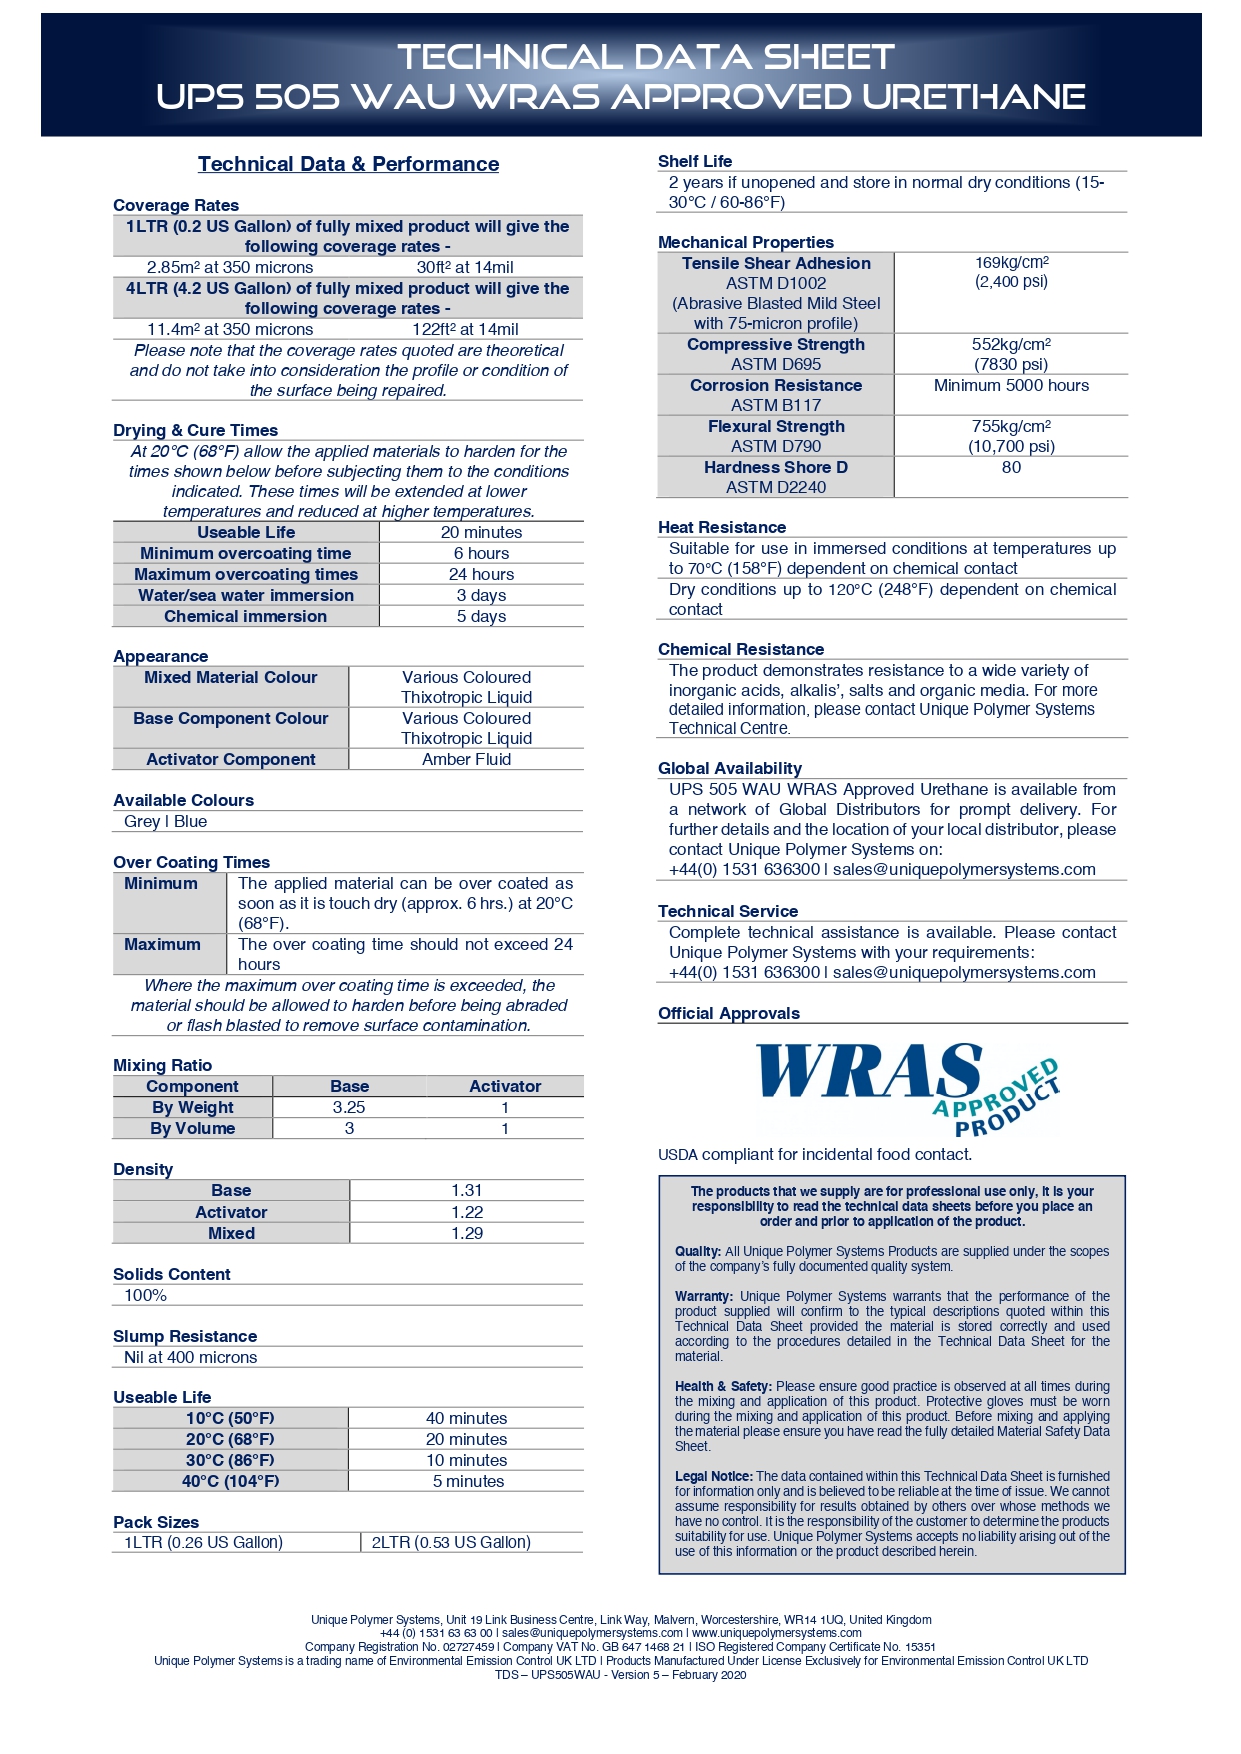 TECHNICAL DATA SHEET
UPS 505 WAU WRAS APPROVED URETHANE
Technical Data & Performance
Coverage Rates
1LTR (0.2 US Gallon) of fully mixed product will give the
following coverage rates -
2.85m² at 350 microns 30ft² at 14mil
4LTR (4.2 US Gallon) of fully mixed product will give the
following coverage rates -
11.4m² at 350 microns 122ft² at 14mil
Please note that the coverage rates quoted are theoretical
and do not take into consideration the profile or condition of
the surface being repaired.
Drying & Cure Times
At 20°C (68°F) allow the applied materials to harden for the
times shown below before subjecting them to the conditions
indicated. These times will be extended at lower
temperatures and reduced at higher temperatures.
Useable Life 20 minutes
Minimum overcoating time 6 hours
Maximum overcoating times 24 hours
Water/sea water immersion 3 days
Chemical immersion 5 days
Appearance
Mixed Material Colour Various Coloured
Thixotropic Liquid
Base Component Colour Various Coloured
Thixotropic Liquid
Activator Component Amber Fluid
Available Colours
Grey | Blue
Over Coating Times
Minimum The applied material can be over coated as
soon as it is touch dry (approx. 6 hrs.) at 20°C
(68°F).
Maximum The over coating time should not exceed 24
hours
Where the maximum over coating time is exceeded, the
material should be allowed to harden before being abraded
or flash blasted to remove surface contamination.
Mixing Ratio
Component Base Activator
By Weight 3.25 1
By Volume 3 1
Density
Base 1.31
Activator 1.22
Mixed 1.29
Solids Content
100%
Slump Resistance
Nil at 400 microns
Useable Life
10°C (50°F) 40 minutes
20°C (68°F) 20 minutes
30°C (86°F) 10 minutes
40°C (104°F) 5 minutes
Pack Sizes
1LTR (0.26 US Gallon) 2LTR (0.53 US Gallon)
Shelf Life
2 years if unopened and store in normal dry conditions (15-
30°C / 60-86°F)
Mechanical Properties
Tensile Shear Adhesion 169kg/cm²
ASTM D1002 (2,400 psi)
(Abrasive Blasted Mild Steel
with 75-micron profile)
Compressive Strength 552kg/cm²
ASTM D695 (7830 psi)
Corrosion Resistance Minimum 5000 hours
ASTM B117
Flexural Strength 755kg/cm²
ASTM D790 (10,700 psi)
Hardness Shore D 80
ASTM D2240
Heat Resistance
Suitable for use in immersed conditions at temperatures up
to 70°C (158°F) dependent on chemical contact
Dry conditions up to 120°C (248°F) dependent on chemical
contact
Chemical Resistance
The product demonstrates resistance to a wide variety of
inorganic acids, alkalis’, salts and organic media. For more
detailed information, please contact Unique Polymer Systems
Technical Centre.
Global Availability
UPS 505 WAU WRAS Approved Urethane is available from
a network of Global Distributors for prompt delivery. For
further details and the location of your local distributor, please
contact Unique Polymer Systems on:
+44(0) 1531 636300 | sales@uniquepolymersystems.com
Technical Service
Complete technical assistance is available. Please contact
Unique Polymer Systems with your requirements:
+44(0) 1531 636300 | sales@uniquepolymersystems.com
Official Approvals
WRAS
APPROVED
PRODUCT
USDA compliant for incidental food contact.
The products that we supply are for professional use only, it is your
responsibility to read the technical data sheets before you place an
order and prior to application of the product.
Quality: All Unique Polymer Systems Products are supplied under the scopes
of the company’s fully documented quality system.
Warranty: Unique Polymer Systems warrants that the performance of the
product supplied will confirm to the typical descriptions quoted within this
Technical Data Sheet provided the material is stored correctly and used
according to the procedures detailed in the Technical Data Sheet for the
material.
Health & Safety: Please ensure good practice is observed at all times during
the mixing and application of this product. Protective gloves must be worn
during the mixing and application of this product. Before mixing and applying
the material please ensure you have read the fully detailed Material Safety Data
Sheet.
Legal Notice: The data contained within this Technical Data Sheet is furnished
for information only and is believed to be reliable at the time of issue. We cannot
assume responsibility for results obtained by others over whose methods we
have no control. It is the responsibility of the customer to determine the products
suitability for use. Unique Polymer Systems accepts no liability arising out of the
use of this information or the product described herein.
Unique Polymer Systems, Unit 19 Link Business Centre, Link Way, Malvern, Worcestershire, WR14 1UQ, United Kingdom
+44 (0) 1531 63 63 00 | sales@uniquepolymersystems.com | www.uniquepolymersystems.com
Company Registration No. 02727459 | Company VAT No. GB 647 1468 21 | ISO Registered Company Certificate No. 15351
Unique Polymer Systems is a trading name of Environmental Emission Control UK LTD | Products Manufactured Under License Exclusively for Environmental Emission Control UK LTD
TDS – UPS505WAU - Version 5 – February 2020